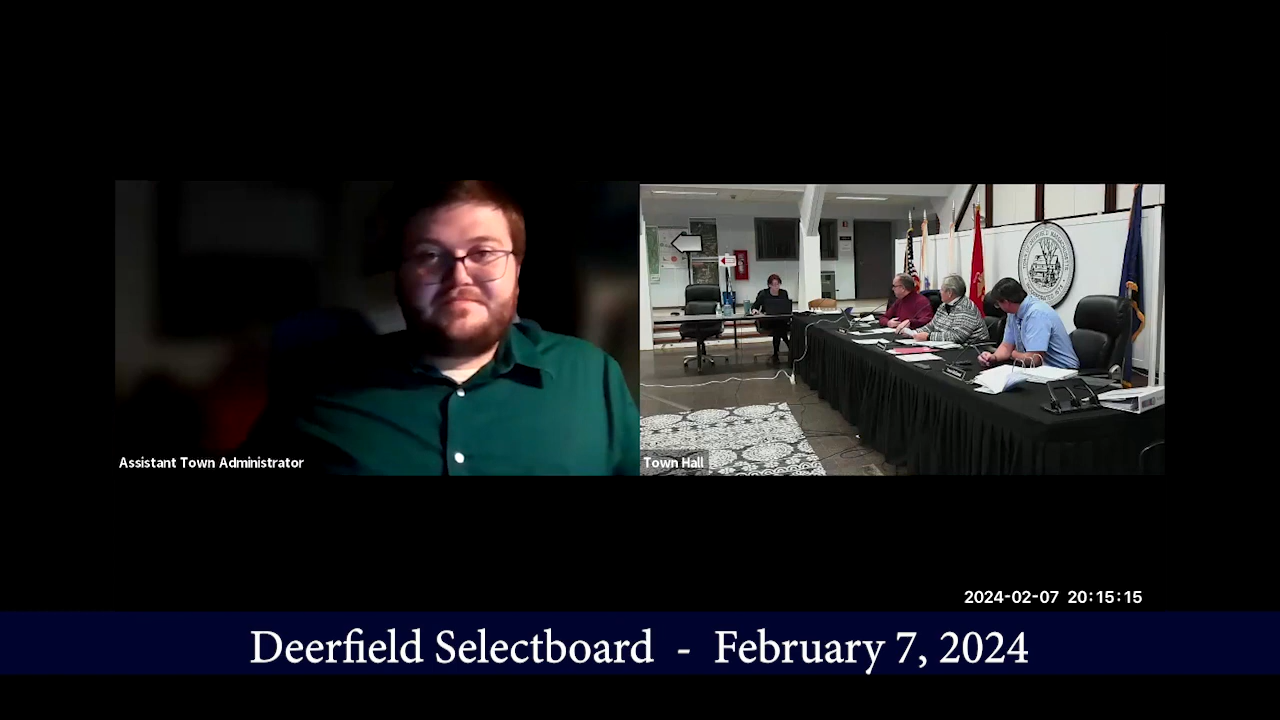 Assistant Town Administrator
Town Hall
2024-02-07 20:15:15
Deerfield Selectboard - February 7, 2024